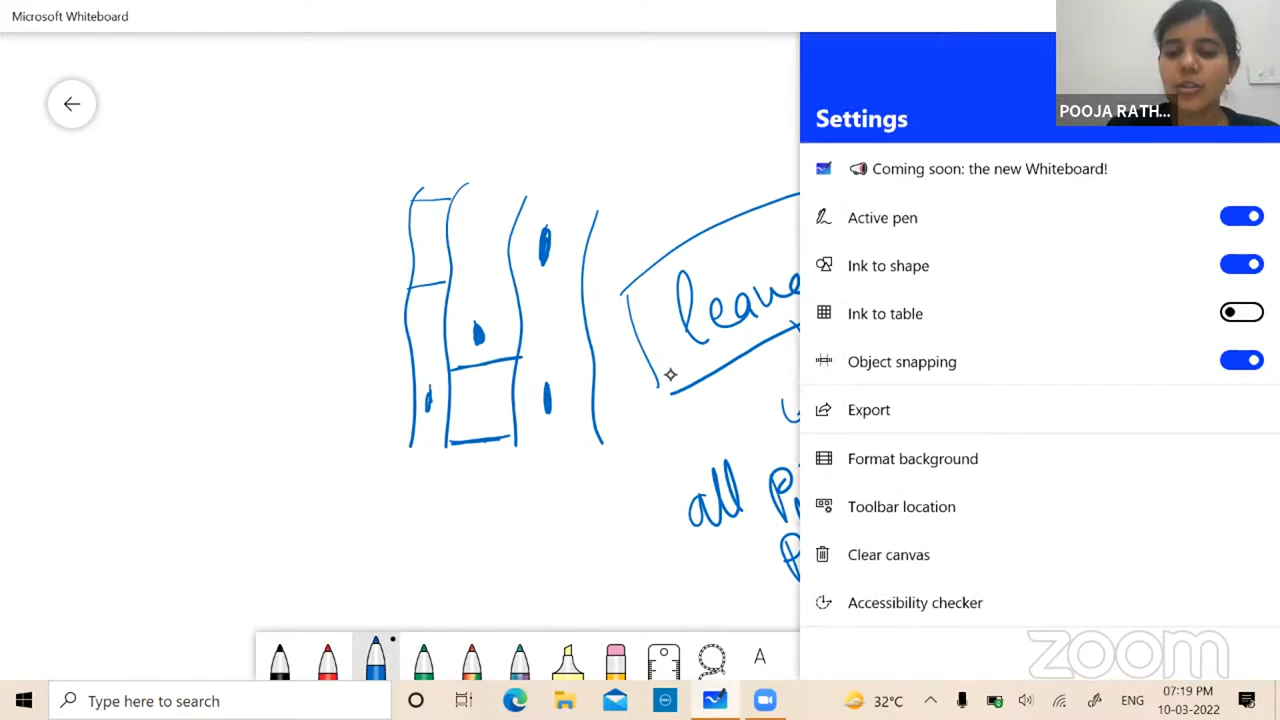 Microsoft Whiteboard
POOJA RATH...
Settings
Coming soon: the new Whiteboard!
Active pen
Ink to shape
Ink to table
Object snapping
Export
Format background
Toolbar location
Clear canvas
Accessibility checker
leave
all
A
zoom
Type here to search
32°C
ENG
07:19 PM
10-03-2022